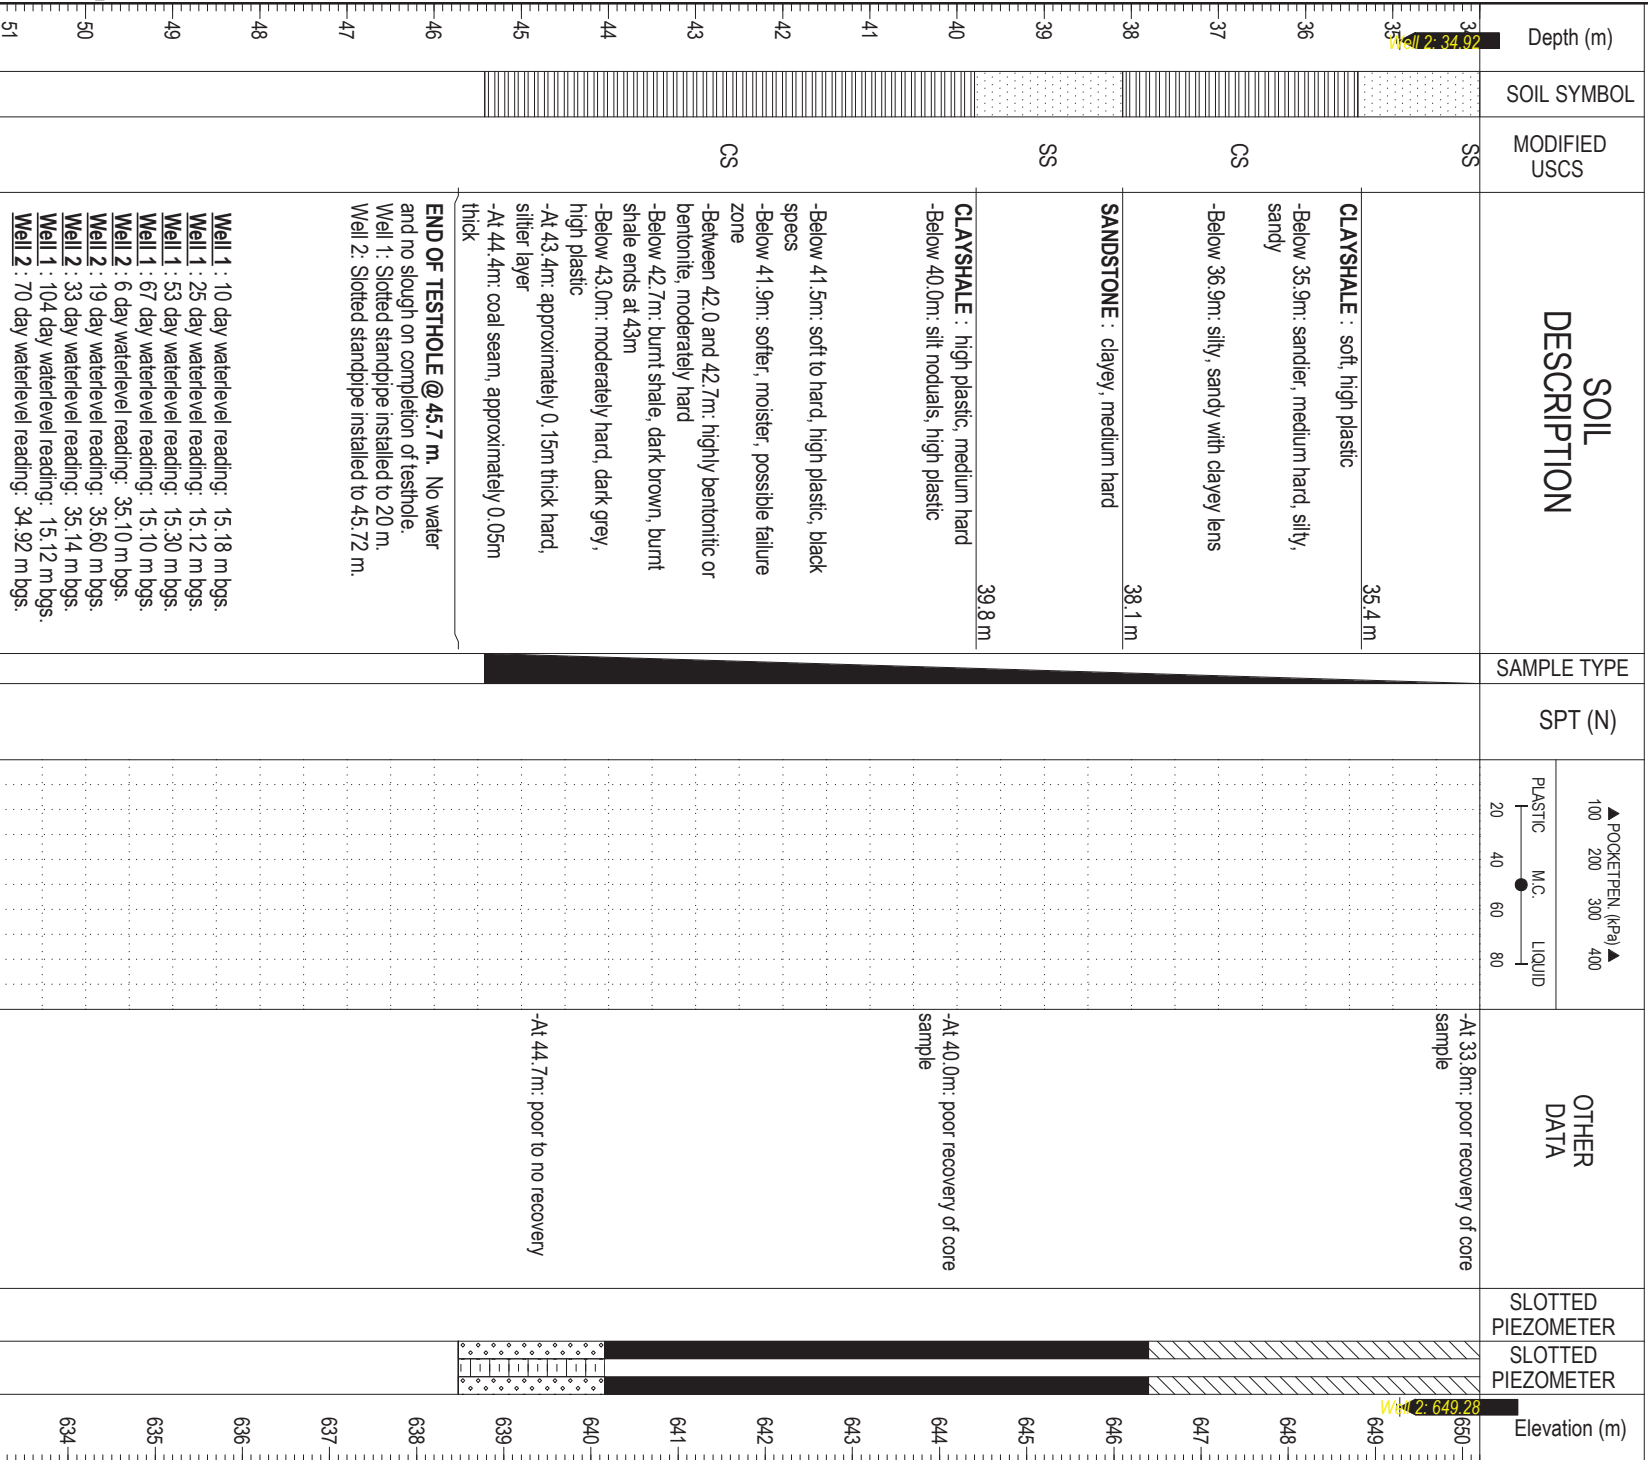 Depth (m)
SOIL SYMBOL
MODIFIED
USCS
SOIL
DESCRIPTION
SAMPLE TYPE
SPT (N)
▲ POCKETPEN. (kPa) ▲
100 200 300 400
PLASTIC M.C. LIQUID
20 40 60 80
OTHER
DATA
SLOTTED
PIEZOMETER
SLOTTED
PIEZOMETER
Elevation (m)
34
Well 2: 34.92
35
36
37
38
39
40
41
42
43
44
45
46
47
48
49
50
51
SS
CS
SS
CS
35.4 m
CLAYSHALE : soft, high plastic
-Below 35.9m: sandier, medium hard, silty,
sandy
-Below 36.9m: silty, sandy with clayey lens
38.1 m
SANDSTONE : clayey, medium hard
39.8 m
CLAYSHALE : high plastic, medium hard
-Below 40.0m: silt noduals, high plastic
-Below 41.5m: soft to hard, high plastic, black
specs
-Below 41.9m: softer, moister, possible failure
zone
-Between 42.0 and 42.7m: highly bentonitic or
bentonite, moderately hard
-Below 42.7m: burnt shale, dark brown, burnt
shale ends at 43m
-Below 43.0m: moderately hard, dark grey,
high plastic
-At 43.4m: approximately 0.15m thick hard,
siltier layer
-At 44.4m: coal seam, approximately 0.05m
thick
END OF TESTHOLE @ 45.7 m. No water
and no slough on completion of testhole.
Well 1: Slotted standpipe installed to 20 m.
Well 2: Slotted standpipe installed to 45.72 m.
Well 1 : 10 day waterlevel reading: 15.18 m bgs.
Well 1 : 25 day waterlevel reading: 15.12 m bgs.
Well 1 : 53 day waterlevel reading: 15.30 m bgs.
Well 1 : 67 day waterlevel reading: 15.10 m bgs.
Well 2 : 6 day waterlevel reading: 35.10 m bgs.
Well 2 : 19 day waterlevel reading: 35.60 m bgs.
Well 2 : 33 day waterlevel reading: 35.14 m bgs.
Well 1 : 104 day waterlevel reading: 15.12 m bgs.
Well 2 : 70 day waterlevel reading: 34.92 m bgs.
-At 33.8m: poor recovery of core
sample
-At 40.0m: poor recovery of core
sample
-At 44.7m: poor to no recovery
650
Well 2: 649.28
649
648
647
646
645
644
643
642
641
640
639
638
637
636
635
634